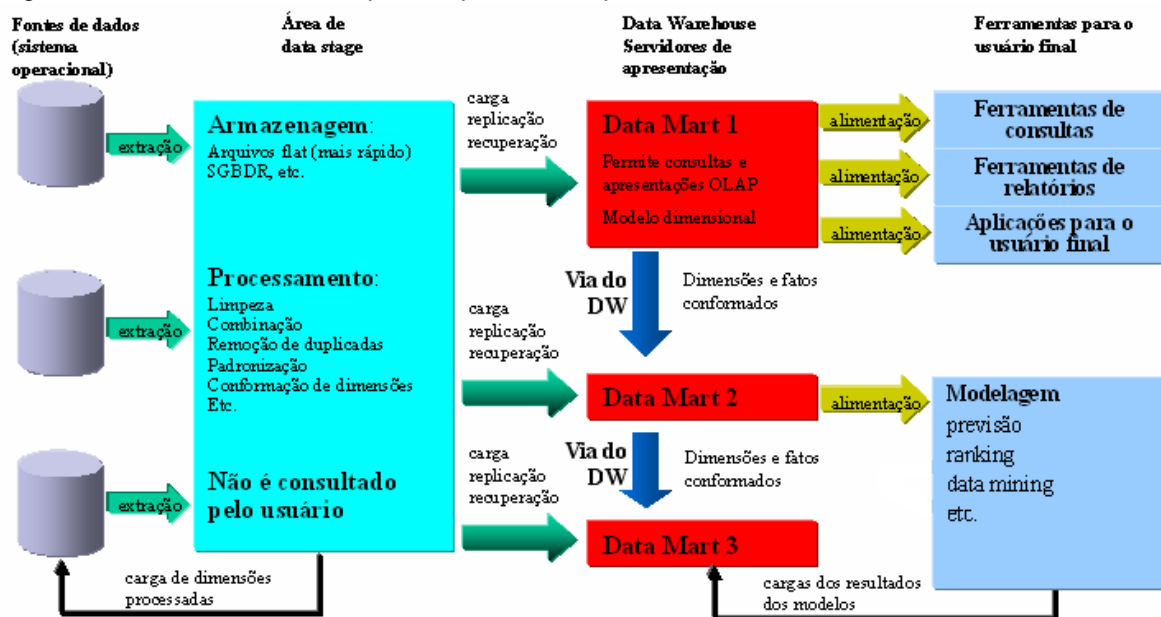 Fontes de dados
(sistema
operacional)
Área de
data stage
Data Warehouse
Servidores de
apresentação
Ferramentas para o
usuário final
extração
Armazenagem:
Arquivos flat (mais rápido)
SGBDR, etc.
carga
replicação
recuperação
Data Mart 1
Permite consultas e
apresentações OLAP
Modelo dimensional
alimentação
alimentação
alimentação
Ferramentas de
consultas
Ferramentas de
relatórios
Aplicações para o
usuário final
Via do
DW
Dimensões e fatos
conformados
extração
Processamento:
Limpeza
Combinação
Remoção de duplicadas
Padronização
Conformação de dimensões
Etc.
carga
replicação
recuperação
Data Mart 2
alimentação
Modelagem
previsão
ranking
data mining
etc.
Via do
DW
Dimensões e fatos
conformados
extração
Não é consultado
pelo usuário
carga
replicação
recuperação
Data Mart 3
carga de dimensões
processadas
cargas dos resultados
dos modelos